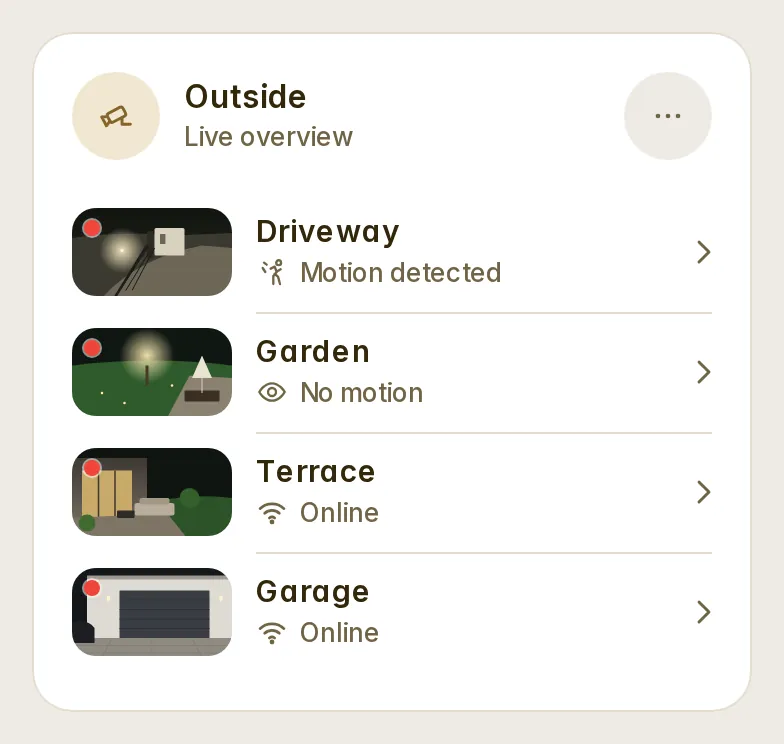 Outside
Live overview
Driveway
Motion detected
Garden
No motion
Terrace
Online
Garage
Online